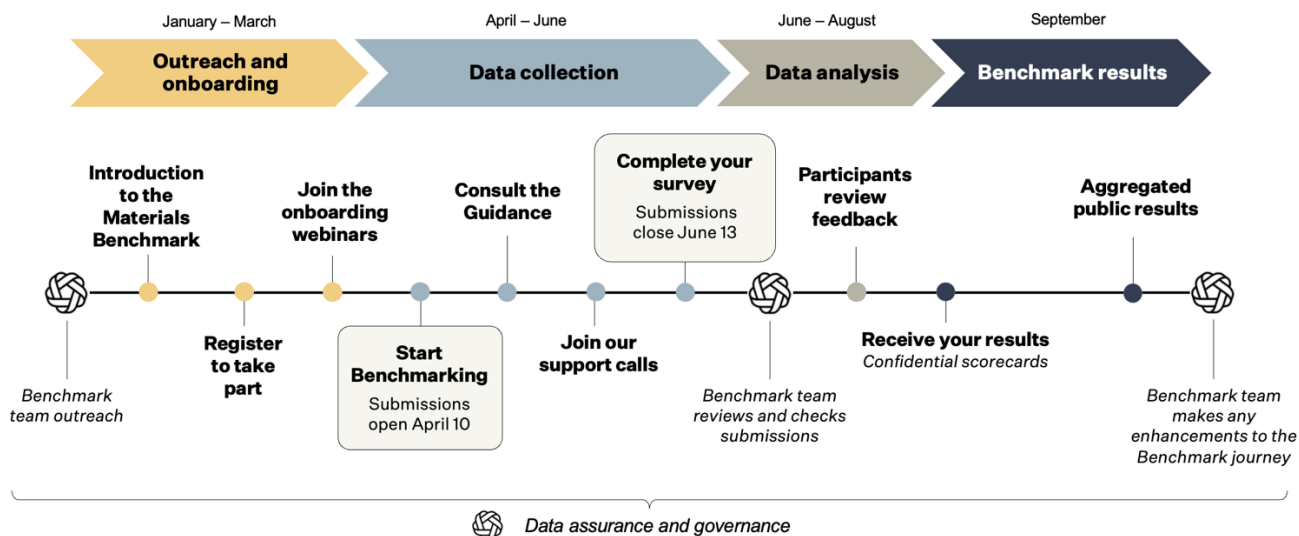 January – March
April – June
June – August
September
Outreach and
onboarding
Data collection
Data analysis
Benchmark results
Introduction
to the
Materials
Benchmark
Join the
onboarding
webinars
Consult the
Guidance
Complete your
survey
Submissions
close June 13
Participants
review
feedback
Aggregated
public results
Benchmark
team outreach
Register
to take
part
Start
Benchmarking
Submissions
open April 10
Join our
support calls
Benchmark team
reviews and checks
submissions
Receive your results
Confidential scorecards
Benchmark team
makes any
enhancements to the
Benchmark journey
Data assurance and governance